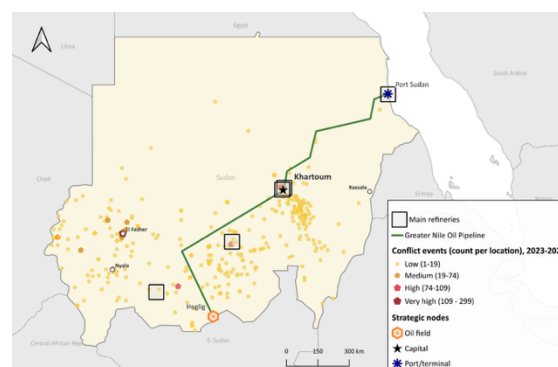 Egypt
Libya
Port Sudan
Saudi Arabia
Chad
Sudan
Khartoum
Kassala
Eritrea
El Fasher
Nyala
Heglig
Central African Rep
S. Sudan
0 150 300 km
Main refineries
Greater Nile Oil Pipeline
Conflict events (count per location), 2023-202
Low (1-19)
Medium (19-74)
High (74-109)
Very high (109 - 299)
Strategic nodes
Oil field
Capital
Port/terminal